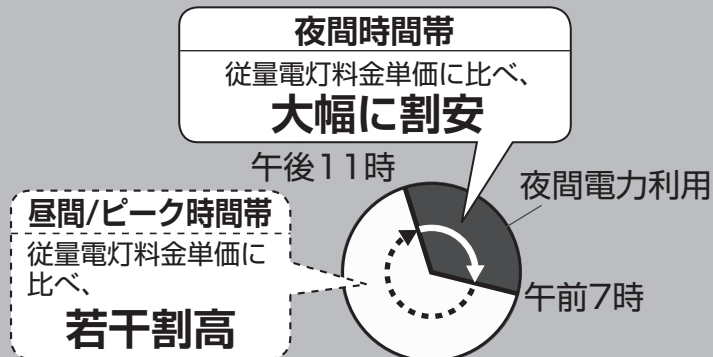 夜間時間帯
従量電灯料金単価に比べ、
大幅に割安
午後11時
夜間電力利用
昼間/ピーク時間帯
従量電灯料金単価に
比べ、
若干割高
午前7時